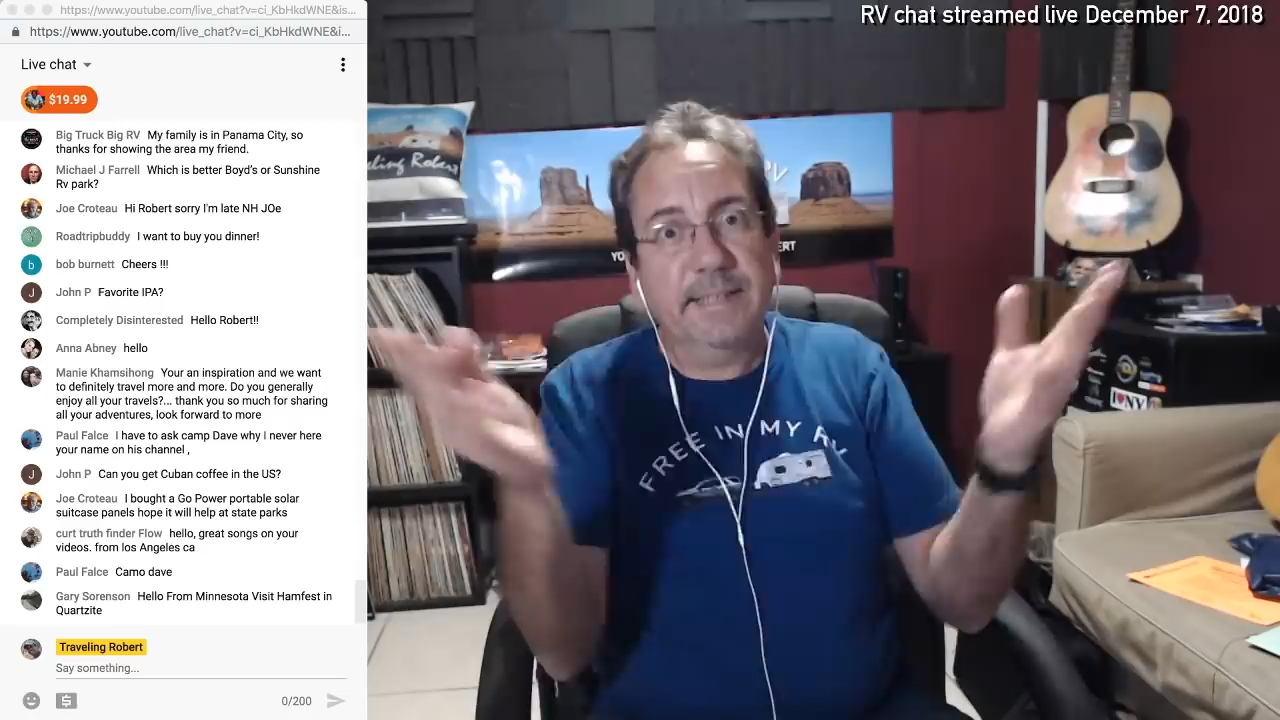 https://www.youtube.com/live_chat?v=ci_KbHkdWNE&is...
RV chat streamed live December 7, 2018
https://www.youtube.com/live_chat?v=ci_KbHkdWNE&i...
Live chat
$19.99
Big Truck Big RV My family is in Panama City, so
thanks for showing the area my friend.
Michael J Farrell Which is better Boyd's or Sunshine
Rv park?
Joe Croteau Hi Robert sorry I'm late NH JOe
Roadtripbuddy I want to buy you dinner!
bob burnett Cheers !!!
John P Favorite IPA?
Completely Disinterested Hello Robert!!
Anna Abney hello
Manie Khamsihong Your an inspiration and we want
to definitely travel more and more. Do you generally
enjoy all your travels?... thank you so much for sharing
all your adventures, look forward to more
Paul Falce I have to ask camp Dave why I never here
your name on his channel ,
John P Can you get Cuban coffee in the US?
Joe Croteau I bought a Go Power portable solar
suitcase panels hope it will help at state parks
curt truth finder Flow hello, great songs on your
videos. from los Angeles ca
Paul Falce Camo dave
Gary Sorenson Hello From Minnesota Visit Hamfest in
Quartzite
Traveling Robert
Say something...
0/200
eling Robert
RV
YO
ERT
FREE IN MY RV
I ♥ NY